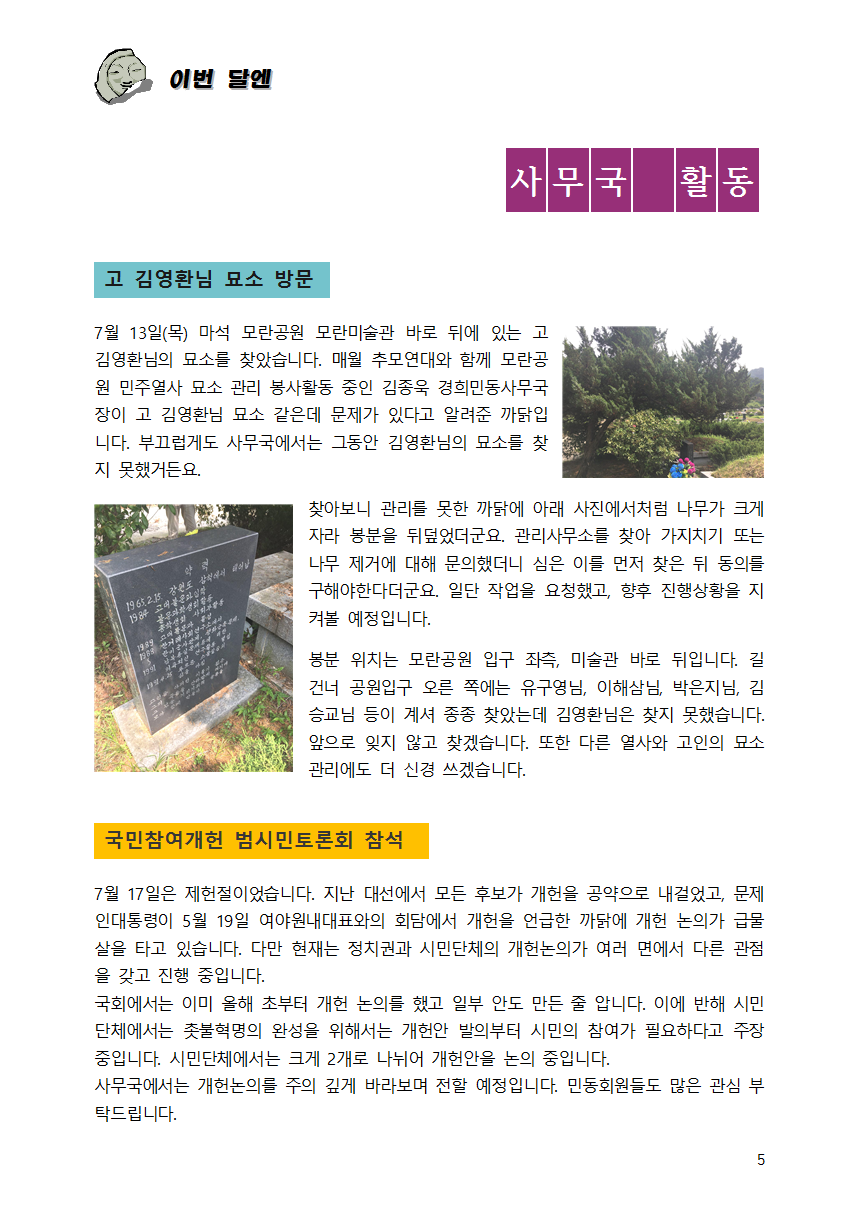 이번 달엔
사무국 활동
고 김영환님 묘소 방문
7월 13일(목) 마석 모란공원 모란미술관 바로 뒤에 있는 고
김영환님의 묘소를 찾았습니다. 매월 추모연대와 함께 모란공
원 민주열사 묘소 관리 봉사활동 중인 김종욱 경희민동사무국
장이 고 김영환님 묘소 같은데 문제가 있다고 알려준 까닭입
니다. 부끄럽게도 사무국에서는 그동안 김영환님의 묘소를 찾
지 못했거든요.
찾아보니 관리를 못한 까닭에 아래 사진에서처럼 나무가 크게
자라 봉분을 뒤덮었더군요. 관리사무소를 찾아 가지치기 또는
나무 제거에 대해 문의했더니 심은 이를 먼저 찾은 뒤 동의를
구해야한다더군요. 일단 작업을 요청했고, 향후 진행상황을 지
켜볼 예정입니다.
봉분 위치는 모란공원 입구 좌측, 미술관 바로 뒤입니다. 길
건너 공원입구 오른 쪽에는 유구영님, 이해삼님, 박은지님, 김
승교님 등이 계셔 종종 찾았는데 김영환님은 찾지 못했습니다.
앞으로 잊지 않고 찾겠습니다. 또한 다른 열사와 고인의 묘소
관리에도 더 신경 쓰겠습니다.
약력
1963.2.15 강원도 삼척에서 태어남
1984
1989
국민참여개헌 범시민토론회 참석
7월 17일은 제헌절이었습니다. 지난 대선에서 모든 후보가 개헌을 공약으로 내걸었고, 문제
인대통령이 5월 19일 여야원내대표와의 회담에서 개헌을 언급한 까닭에 개헌 논의가 급물
살을 타고 있습니다. 다만 현재는 정치권과 시민단체의 개헌논의가 여러 면에서 다른 관점
을 갖고 진행 중입니다.
국회에서는 이미 올해 초부터 개헌 논의를 했고 일부 안도 만든 줄 압니다. 이에 반해 시민
단체에서는 촛불혁명의 완성을 위해서는 개헌안 발의부터 시민의 참여가 필요하다고 주장
중입니다. 시민단체에서는 크게 2개로 나뉘어 개헌안을 논의 중입니다.
사무국에서는 개헌논의를 주의 깊게 바라보며 전할 예정입니다. 민동회원들도 많은 관심 부
탁드립니다.
5